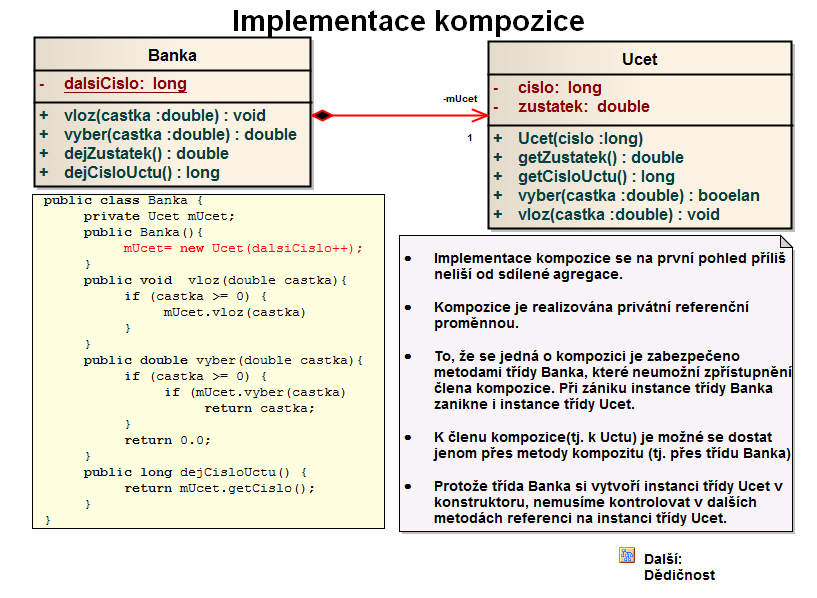 Implementace kompozice
Banka
- dalsiCislo: long
+ vloz(castka :double) : void
+ vyber(castka :double) : double
+ dejZustatek() : double
+ dejCisloUctu() : long
-mUcet
1
Ucet
- cislo: long
- zustatek: double
+ Ucet(cislo :long)
+ getZustatek() : double
+ getCisloUctu() : long
+ vyber(castka :double) : booelan
+ vloz(castka :double) : void
public class Banka {
private Ucet mUcet;
public Banka(){
mUcet= new Ucet(dalsiCislo++);
}
public void vloz(double castka){
if (castka >= 0) {
mUcet.vloz(castka)
}
}
public double vyber(double castka){
if (castka >= 0) {
if (mUcet.vyber(castka)
return castka;
}
return 0.0;
}
public long dejCisloUctu() {
return mUcet.getCislo();
}
}
• Implementace kompozice se na první pohled příliš
neliší od sdílené agregace.
• Kompozice je realizována privátní referenční
proměnnou.
• To, že se jedná o kompozici je zabezpečeno
metodami třídy Banka, které neumožní zpřístupnění
člena kompozice. Při zániku instance třídy Banka
zanikne i instance třídy Ucet.
• K členu kompozice(tj. k Uctu) je možné se dostat
jenom přes metody kompozitu (tj. přes třídu Banka)
• Protože třída Banka si vytvoří instanci třídy Ucet v
konstruktoru, nemusíme kontrolovat v dalších
metodách referenci na instanci třídy Ucet.
Další:
Dědičnost